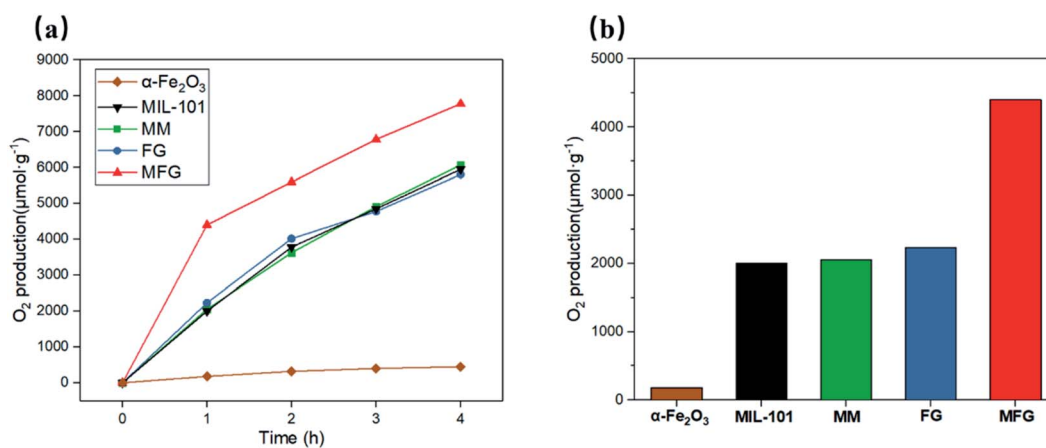 (a)
O₂ production(μmol·g⁻¹)
9000
8000
7000
6000
5000
4000
3000
2000
1000
0
α-Fe₂O₃
MIL-101
MM
FG
MFG
0 1 2 3 4
Time (h)
(b)
O₂ production(μmol·g⁻¹)
5000
4000
3000
2000
1000
0
α-Fe₂O₃ MIL-101 MM FG MFG